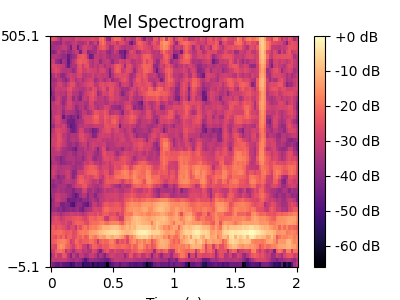 Mel Spectrogram
505.1
−5.1
0
0.5
1
1.5
2
+0 dB
-10 dB
-20 dB
-30 dB
-40 dB
-50 dB
-60 dB